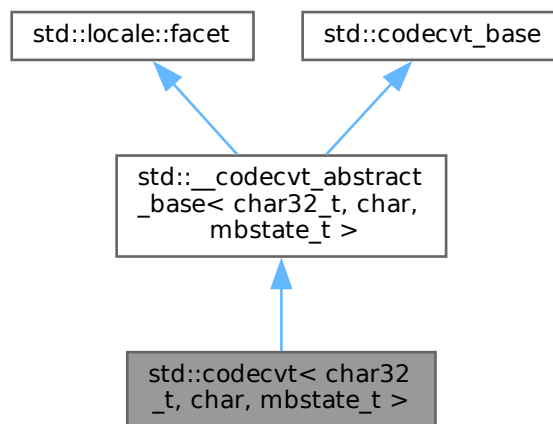 std::locale::facet
std::codecvt_base
std::__codecvt_abstract
_base< char32_t, char,
mbstate_t >
std::codecvt< char32
_t, char, mbstate_t >